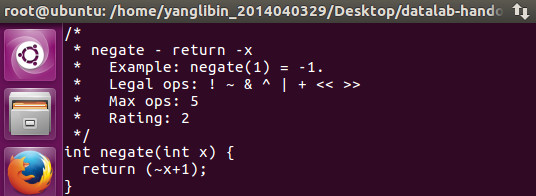 root@ubuntu: /home/yanglibin_2014040329/Desktop/datalab-hando
/*
 * negate - return -x
 *   Example: negate(1) = -1.
 *   Legal ops: ! ~ & ^ | + << >>
 *   Max ops: 5
 *   Rating: 2
 */
int negate(int x) {
  return (~x+1);
}